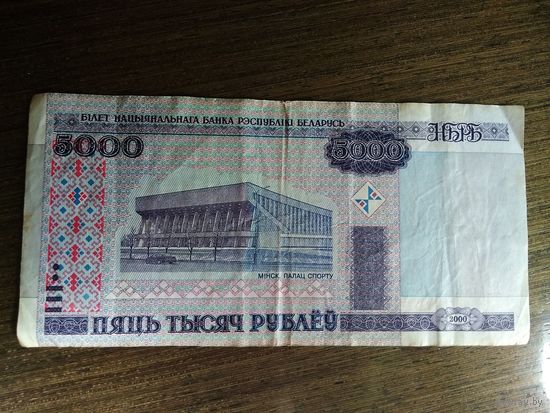 БІЛЕТ НАЦЫЯНАЛЬНАГА БАНКА РЭСПУБЛІКІ БЕЛАРУСЬ
5000
5000
НБРБ
МІНСК. ПАЛАЦ СПОРТУ
ПЯЦЬ ТЫСЯЧ РУБЛЁЎ
2000